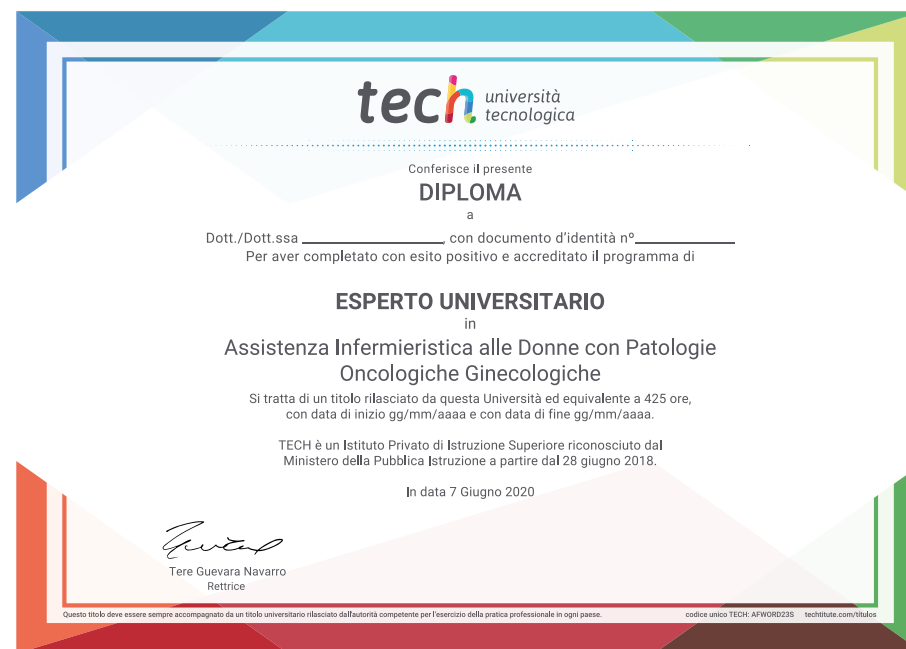 tech università
tecnologica
Conferisce il presente
DIPLOMA
a
Dott./Dott.ssa ____________________, con documento d'identità nº______________
Per aver completato con esito positivo e accreditato il programma di
ESPERTO UNIVERSITARIO
in
Assistenza Infermieristica alle Donne con Patologie
Oncologiche Ginecologiche
Si tratta di un titolo rilasciato da questa Università ed equivalente a 425 ore,
con data di inizio gg/mm/aaaa e con data di fine gg/mm/aaaa.
TECH è un Istituto Privato di Istruzione Superiore riconosciuto dal
Ministero della Pubblica Istruzione a partire dal 28 giugno 2018.
In data 7 Giugno 2020
Tere Guevara Navarro
Rettrice
Questo titolo deve essere sempre accompagnato da un titolo universitario rilasciato dall'autorità competente per l'esercizio della pratica professionale in ogni paese. codice unico TECH: AFWORD23S techtitute.com/titulos